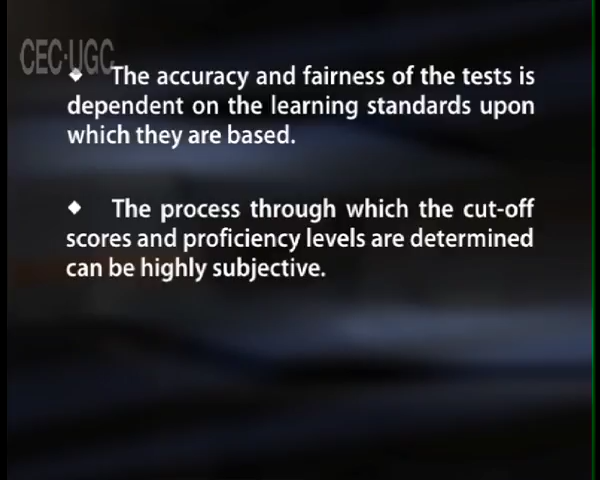 CEC-UGC
◆ The accuracy and fairness of the tests is
dependent on the learning standards upon
which they are based.
◆ The process through which the cut-off
scores and proficiency levels are determined
can be highly subjective.